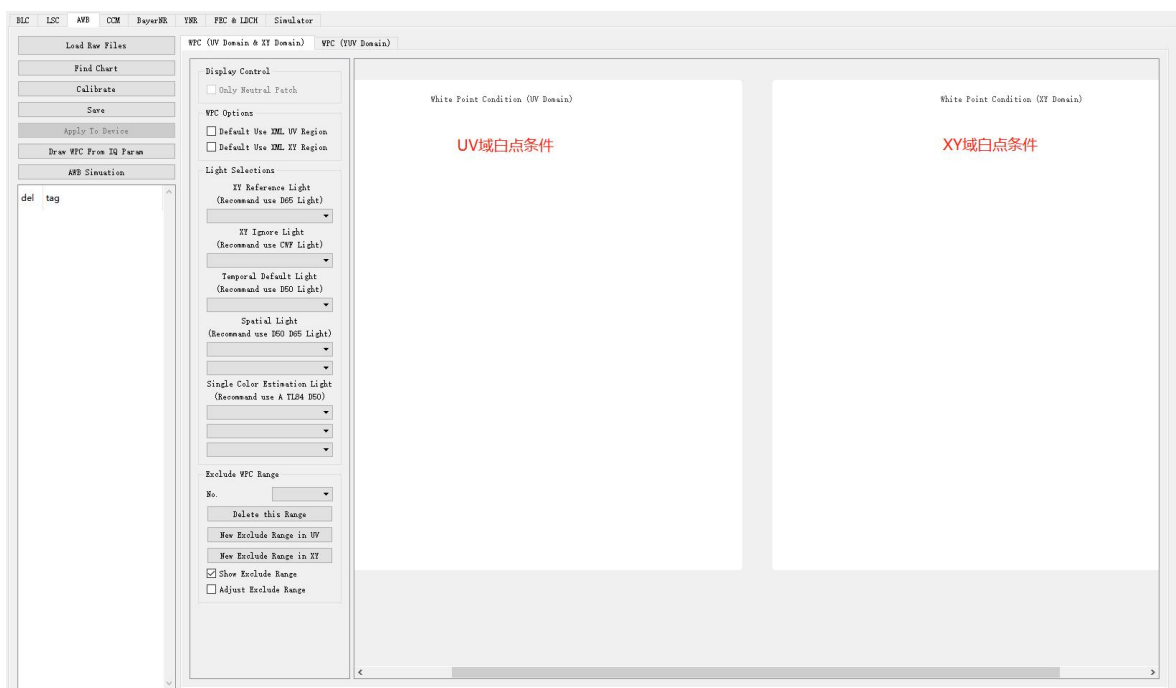 BLC LSC AWB CCM BayerNR YNR FEC & LDCH Simulator
Load Raw Files
Find Chart
Calibrate
Save
Apply To Device
Draw WPC From IQ Param
AWB Simuation
del tag
WPC (UV Domain & XY Domain) WPC (YUV Domain)
Display Control
Only Neutral Patch
WPC Options
Default Use XML UV Region
Default Use XML XY Region
Light Selections
XY Reference Light
(Recommand use D65 Light)
XY Ignore Light
(Recommand use CWF Light)
Temporal Default Light
(Recommand use D50 Light)
Spatial Light
(Recommand use D50 D65 Light)
Single Color Estimation Light
(Recommand use A TL84 D50)
Exclude WPC Range
No.
Delete this Range
New Exclude Range in UV
New Exclude Range in XY
Show Exclude Range
Adjust Exclude Range
White Point Condition (UV Domain)
UV域白点条件
White Point Condition (XY Domain)
XY域白点条件